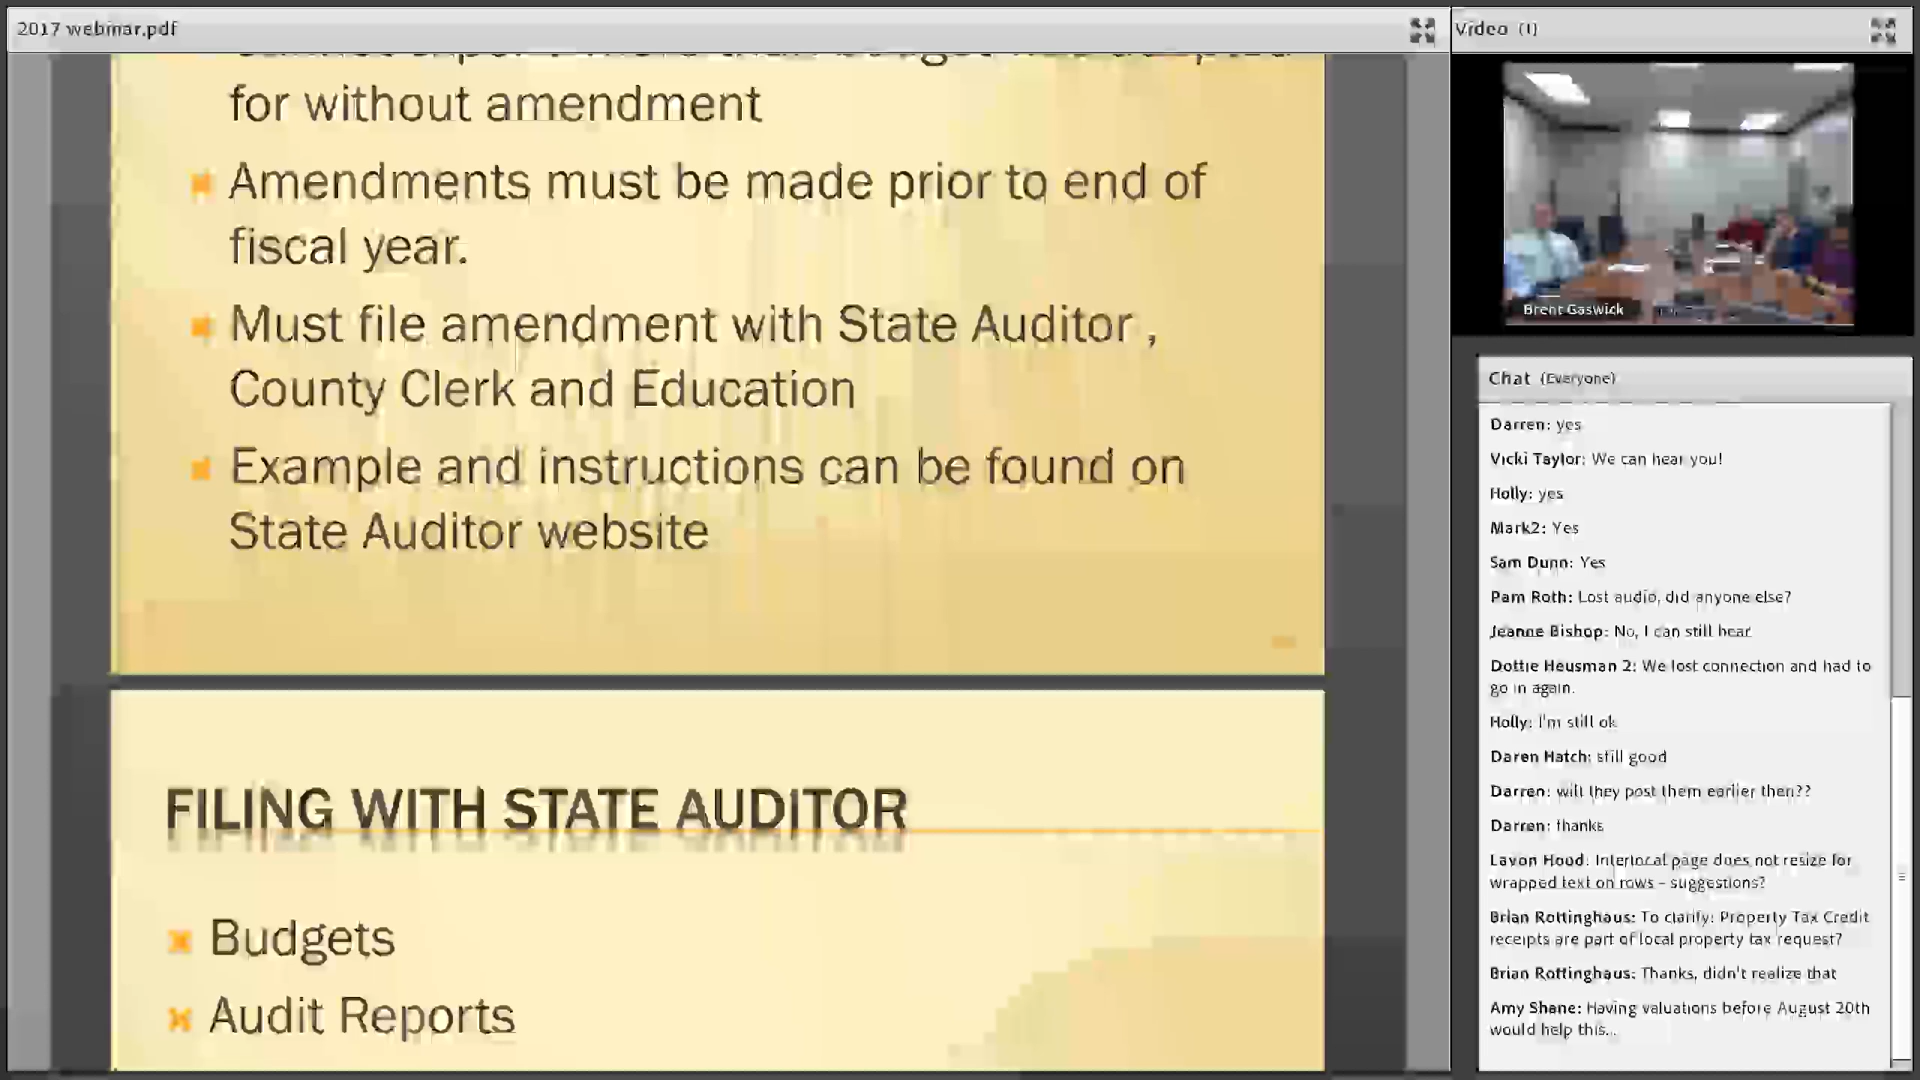 2017 webinar.pdf
for without amendment
Amendments must be made prior to end of
fiscal year.
Must file amendment with State Auditor ,
County Clerk and Education
Example and instructions can be found on
State Auditor website
FILING WITH STATE AUDITOR
Budgets
Audit Reports
Video (1)
Brent Gaswick
Chat (Everyone)
Darren: yes
Vicki Taylor: We can hear you!
Holly: yes
Mark2: Yes
Sam Dunn: Yes
Pam Roth: Lost audio, did anyone else?
Jeanne Bishop: No, I can still hear
Dottie Heusman 2: We lost connection and had to
go in again.
Holly: I'm still ok
Daren Hatch: still good
Darren: will they post them earlier then??
Darren: thanks
Lavon Hood: Interlocal page does not resize for
wrapped text on rows - suggestions?
Brian Rottinghaus: To clarify: Property Tax Credit
receipts are part of local property tax request?
Brian Rottinghaus: Thanks, didn't realize that
Amy Shane: Having valuations before August 20th
would help this...